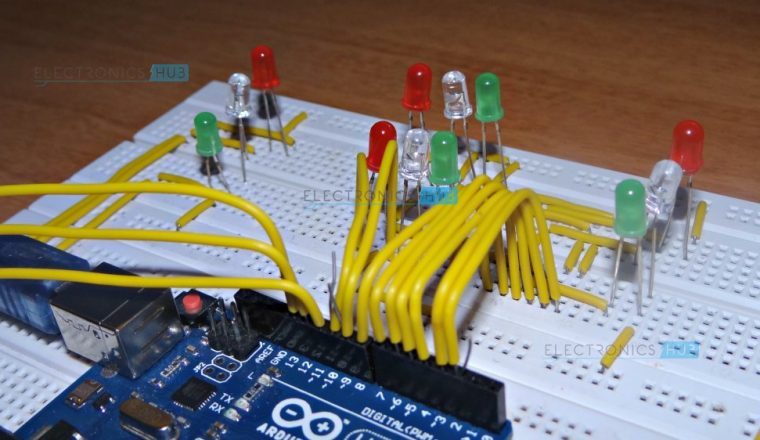 ELECTRONICS HUB
ELECTRONICS HUB
ELECTRONICS HUB
AREF
GND
13
12
~11
~10
~9
8
7
~6
~5
4
~3
2
TX
RX
L
DIGITAL (PWM